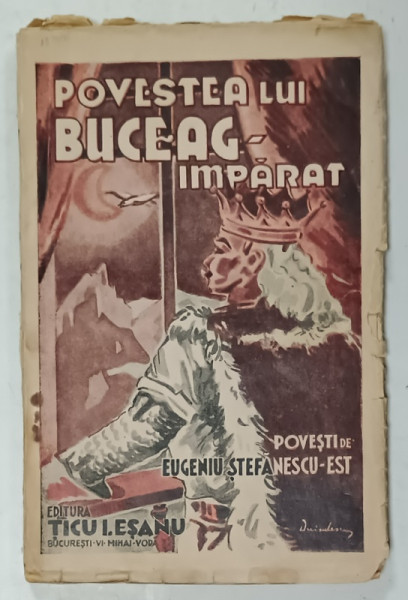 POVESTEA LUI
BUCEAG-
IMPĂRAT
POVEȘTI DE
EUGENIU ȘTEFĂNESCU-EST
EDITURA
TICU I. EȘANU
BUCUREȘTI-VI-MIHAI-VODĂ